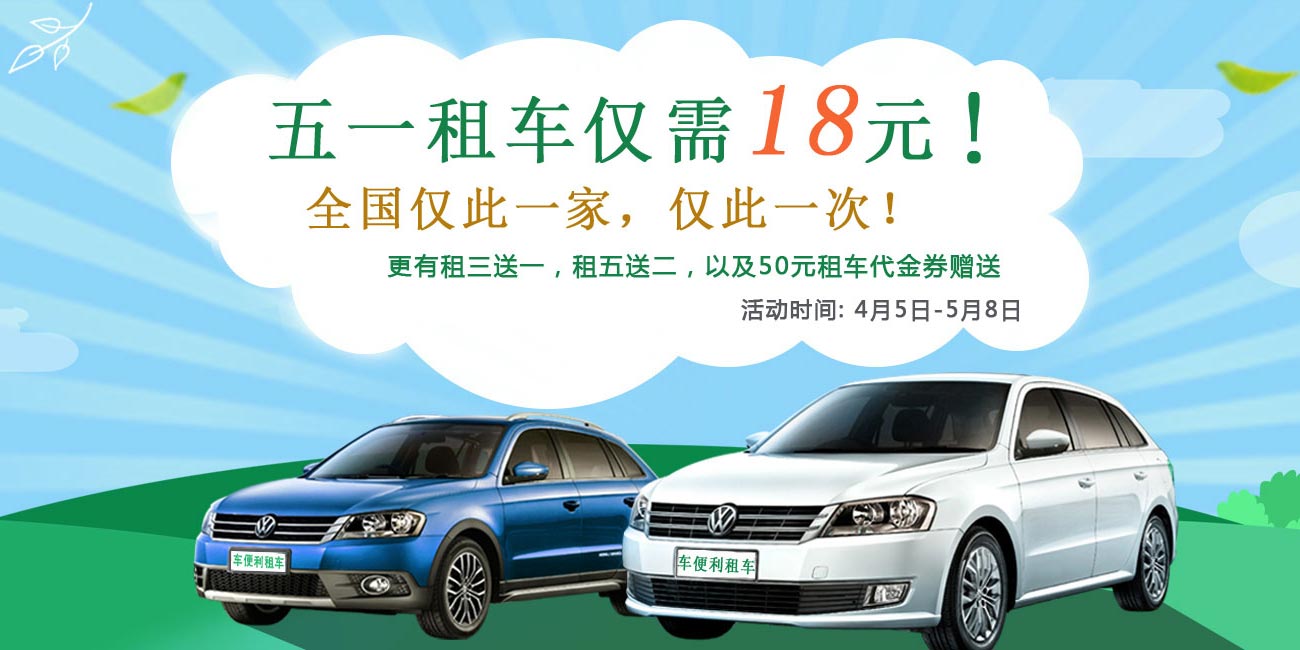 五一租车仅需18元！
全国仅此一家，仅此一次！
更有租三送一，租五送二，以及50元租车代金券赠送
活动时间: 4月5日-5月8日
车便利租车
车便利租车